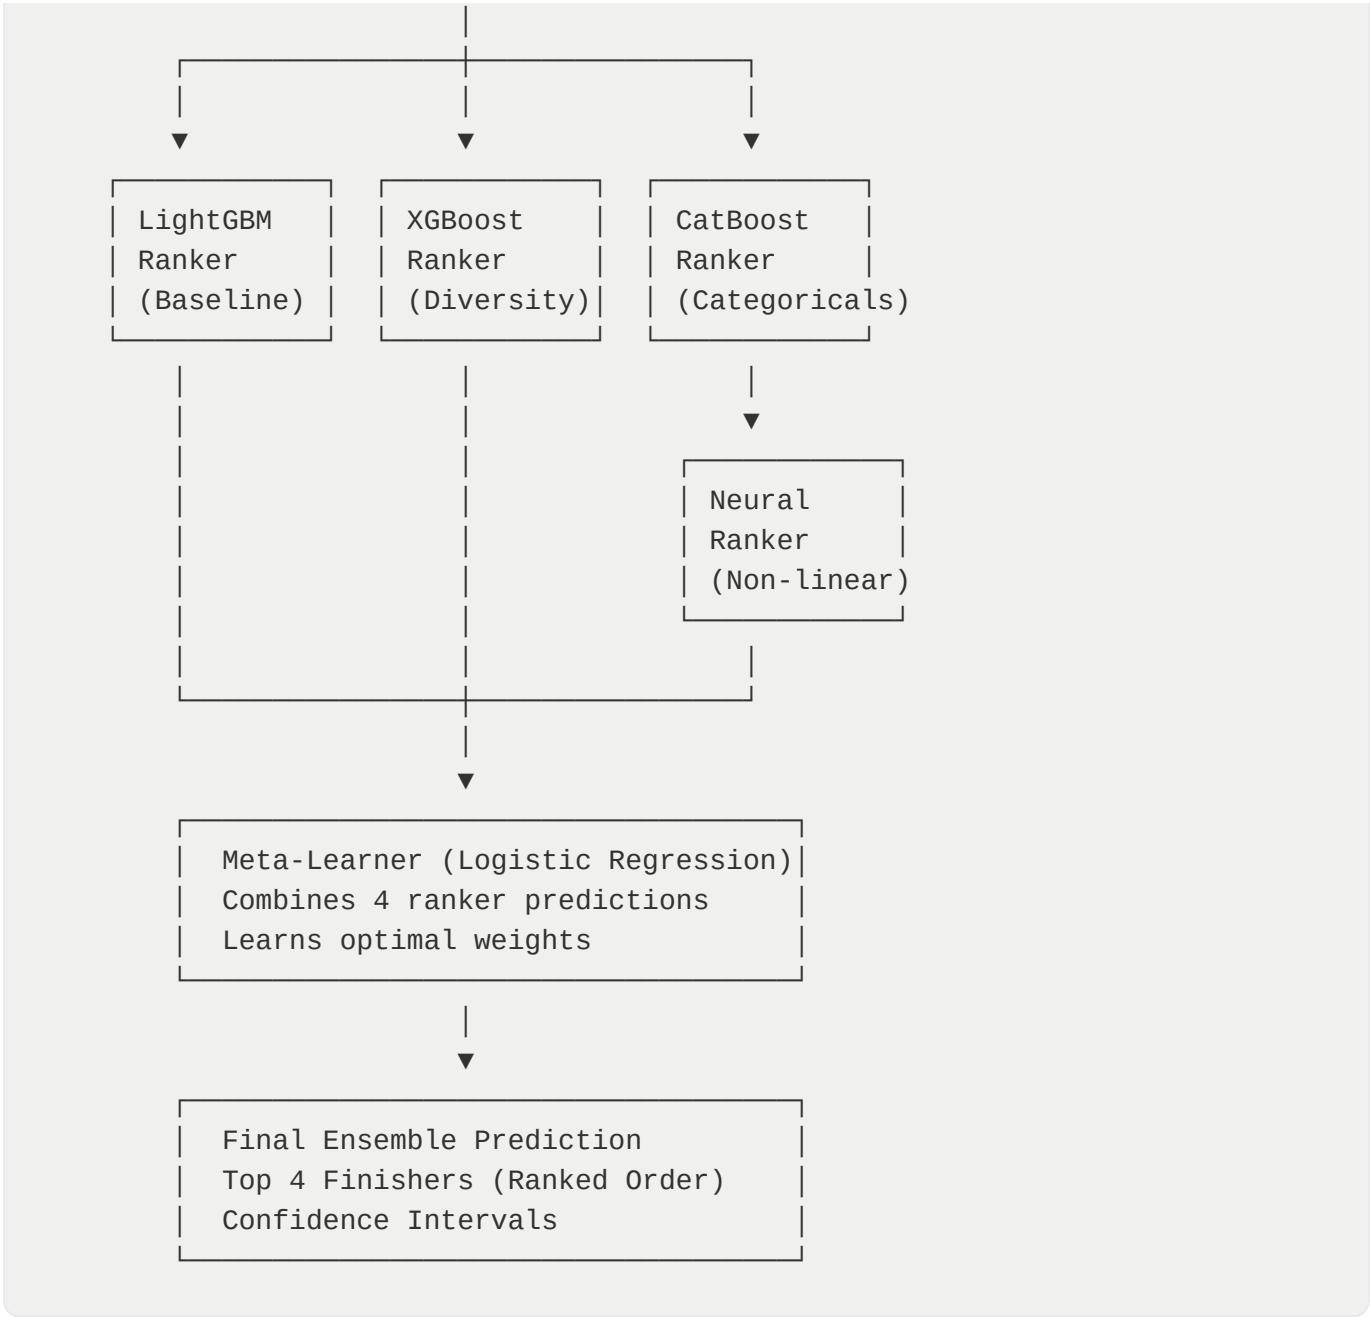 LightGBM XGBoost CatBoost
Ranker Ranker Ranker
(Baseline) (Diversity) (Categoricals)
Neural
Ranker
(Non-linear)
Meta-Learner (Logistic Regression)
Combines 4 ranker predictions
Learns optimal weights
Final Ensemble Prediction
Top 4 Finishers (Ranked Order)
Confidence Intervals